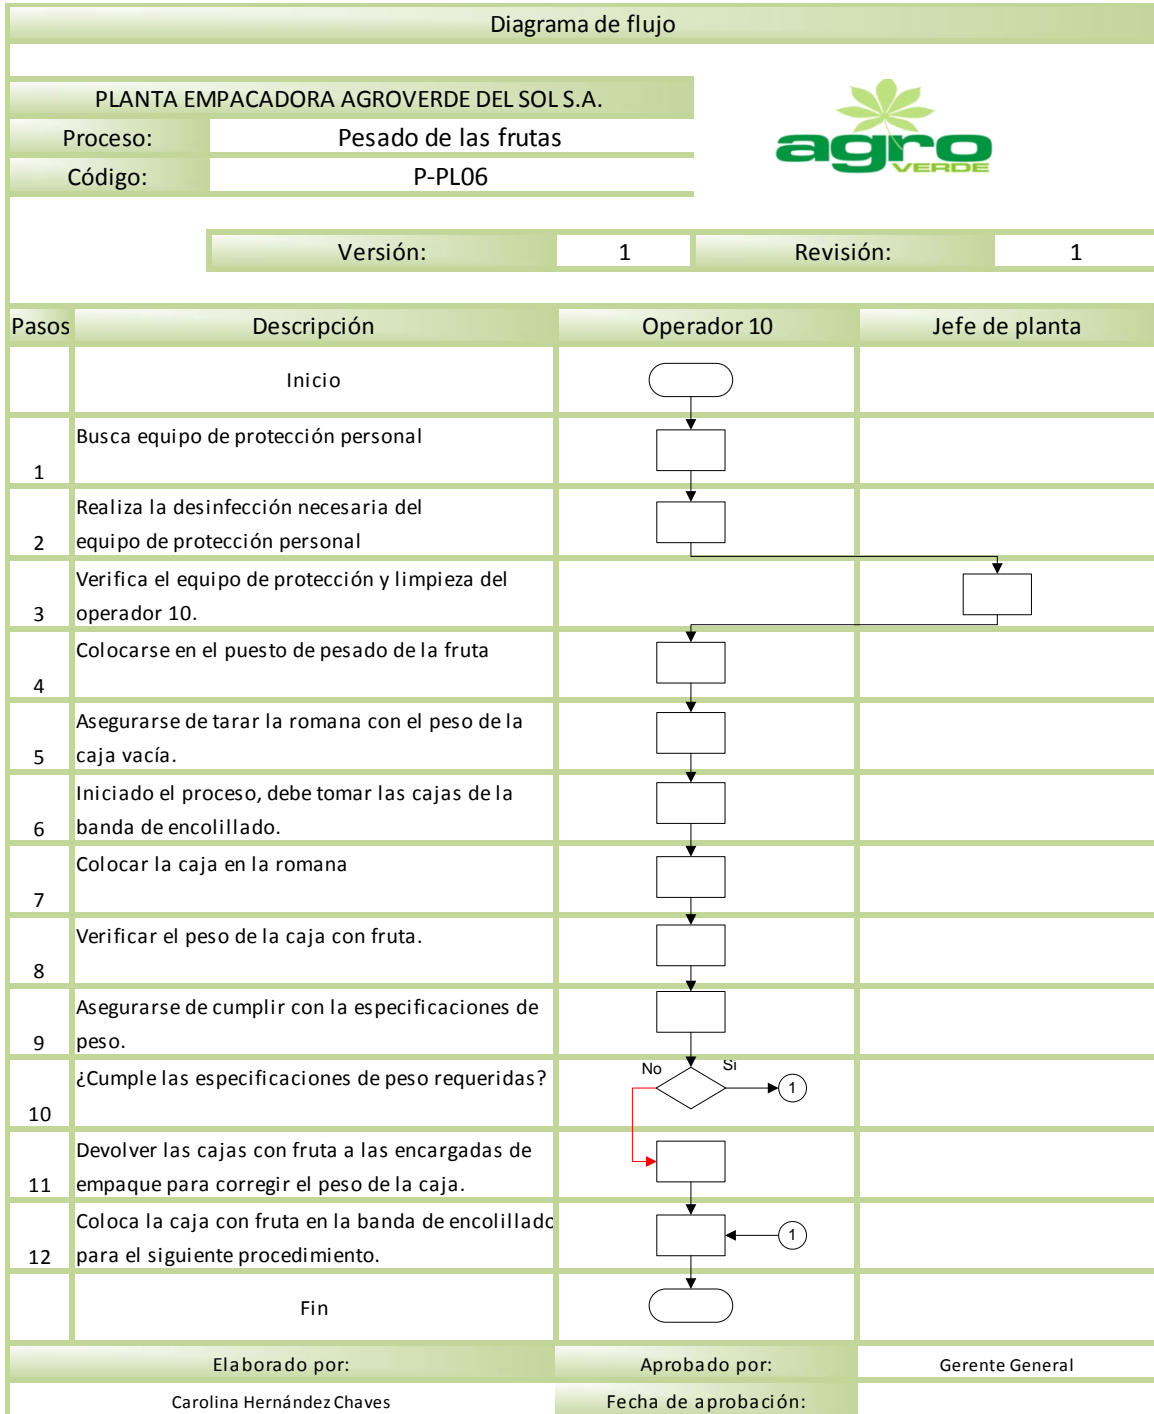 Diagrama de flujo
PLANTA EMPACADORA AGROVERDE DEL SOL S.A.
Proceso: Pesado de las frutas
Código: P-PL06
agro
VERDE
Versión: 1 Revisión: 1
Pasos Descripción Operador 10 Jefe de planta
Inicio
Busca equipo de protección personal
1
Realiza la desinfección necesaria del
2 equipo de protección personal
Verifica el equipo de protección y limpieza del
3 operador 10.
Colocarse en el puesto de pesado de la fruta
4
Asegurarse de tarar la romana con el peso de la
5 caja vacía.
Iniciado el proceso, debe tomar las cajas de la
6 banda de encolillado.
Colocar la caja en la romana
7
Verificar el peso de la caja con fruta.
8
Asegurarse de cumplir con la especificaciones de
9 peso.
¿Cumple las especificaciones de peso requeridas? No Si 1
10
Devolver las cajas con fruta a las encargadas de
11 empaque para corregir el peso de la caja.
Coloca la caja con fruta en la banda de encolillado 1
12 para el siguiente procedimiento.
Fin
Elaborado por: Aprobado por: Gerente General
Carolina Hernández Chaves Fecha de aprobación: